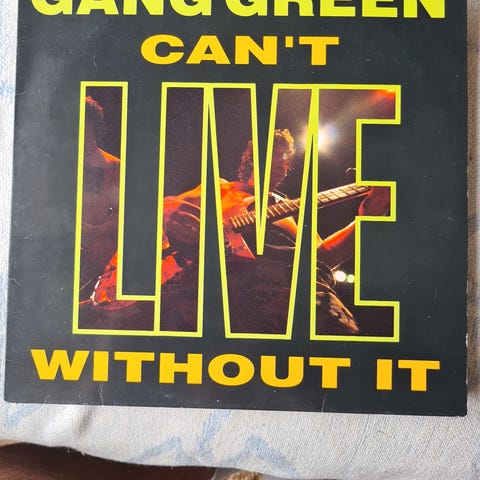 GANG GREEN
CAN'T
LIVE
WITHOUT IT